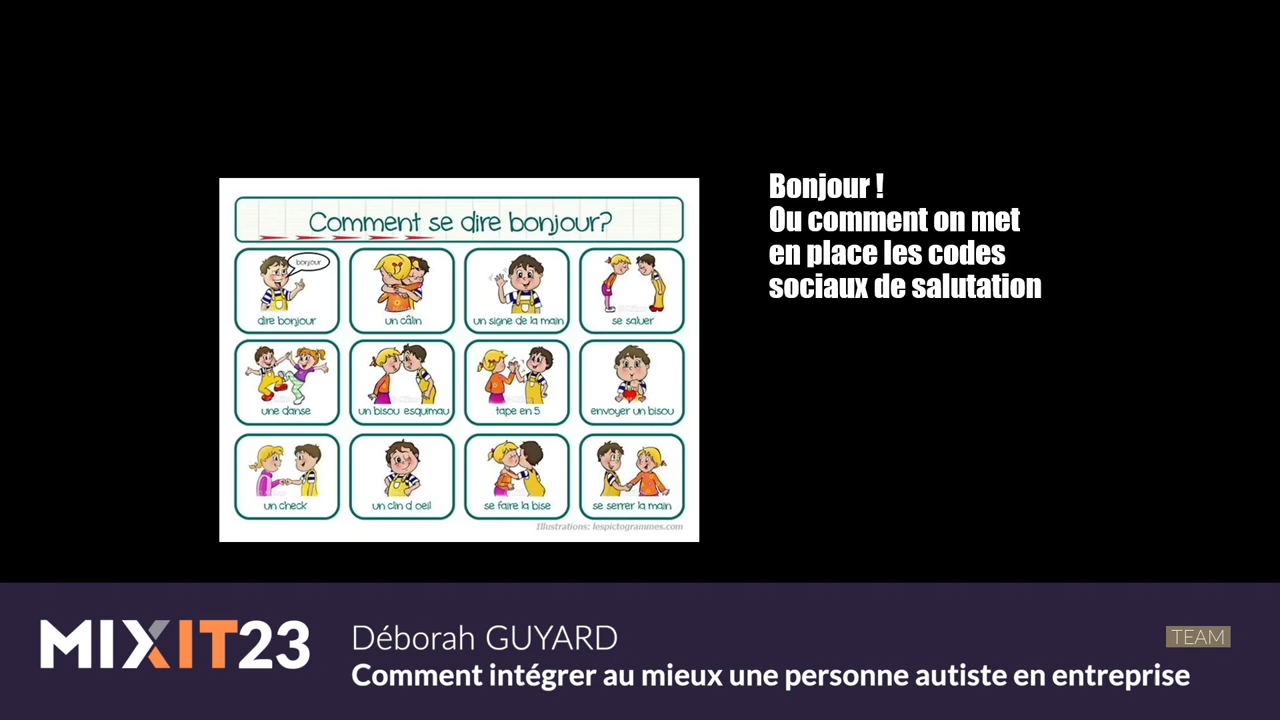 Comment se dire bonjour?
bonjour
dire bonjour
un câlin
un signe de la main
se saluer
une danse
un bisou esquimau
tape en 5
envoyer un bisou
un check
un clin d oeil
se faire la bise
se serrer la main
Illustrations: lespictogrammes.com
Bonjour !
Ou comment on met
en place les codes
sociaux de salutation
MIXIT23
Déborah GUYARD
TEAM
Comment intégrer au mieux une personne autiste en entreprise